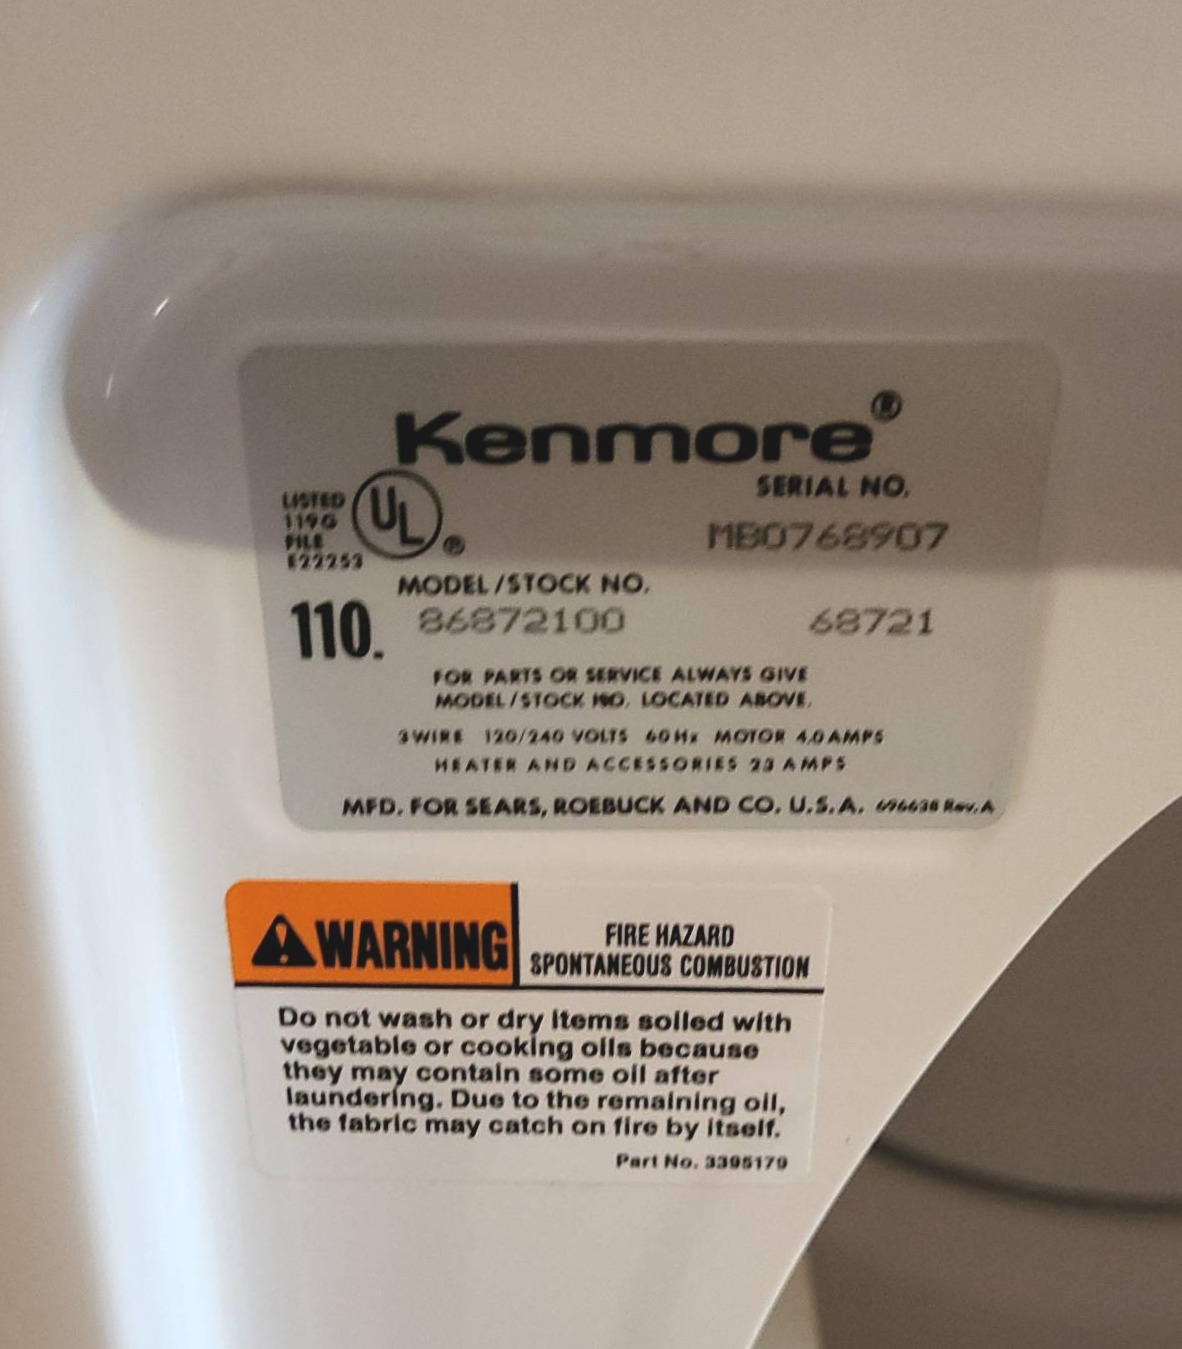 Kenmore®
SERIAL NO.
LISTED
119G
FILE
E22253
UL®
MB0768907
MODEL/STOCK NO.
110. 86872100 68721
FOR PARTS OR SERVICE ALWAYS GIVE
MODEL/STOCK NO. LOCATED ABOVE.
3 WIRE 120/240 VOLTS 60Hz MOTOR 4.0 AMPS
HEATER AND ACCESSORIES 23 AMPS
MFD. FOR SEARS, ROEBUCK AND CO. U.S.A. 696638 Rev. A
WARNING
FIRE HAZARD
SPONTANEOUS COMBUSTION
Do not wash or dry items soiled with
vegetable or cooking oils because
they may contain some oil after
laundering. Due to the remaining oil,
the fabric may catch on fire by itself.
Part No. 3395179